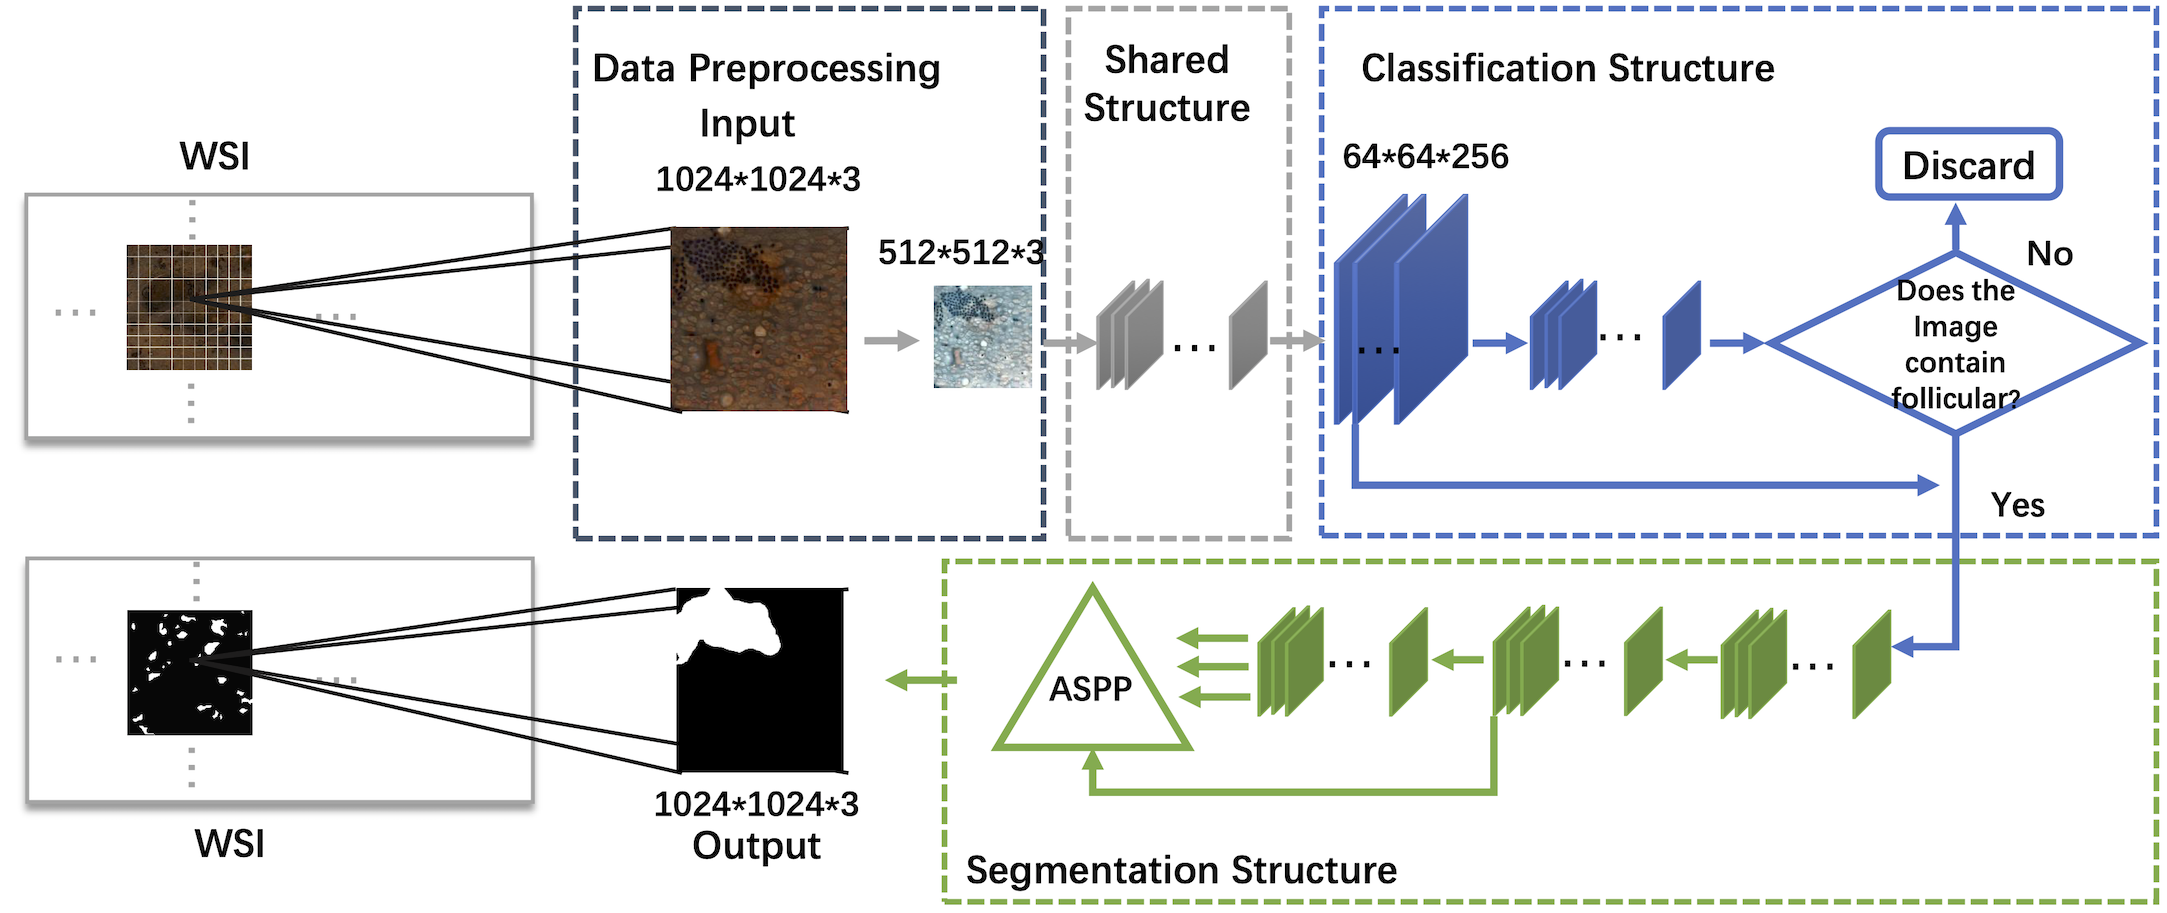 WSI
Data Preprocessing
Input
1024*1024*3
512*512*3
Shared
Structure
Classification Structure
64*64*256
Discard
No
Does the
Image
contain
follicular?
Yes
WSI
1024*1024*3
Output
ASPP
Segmentation Structure